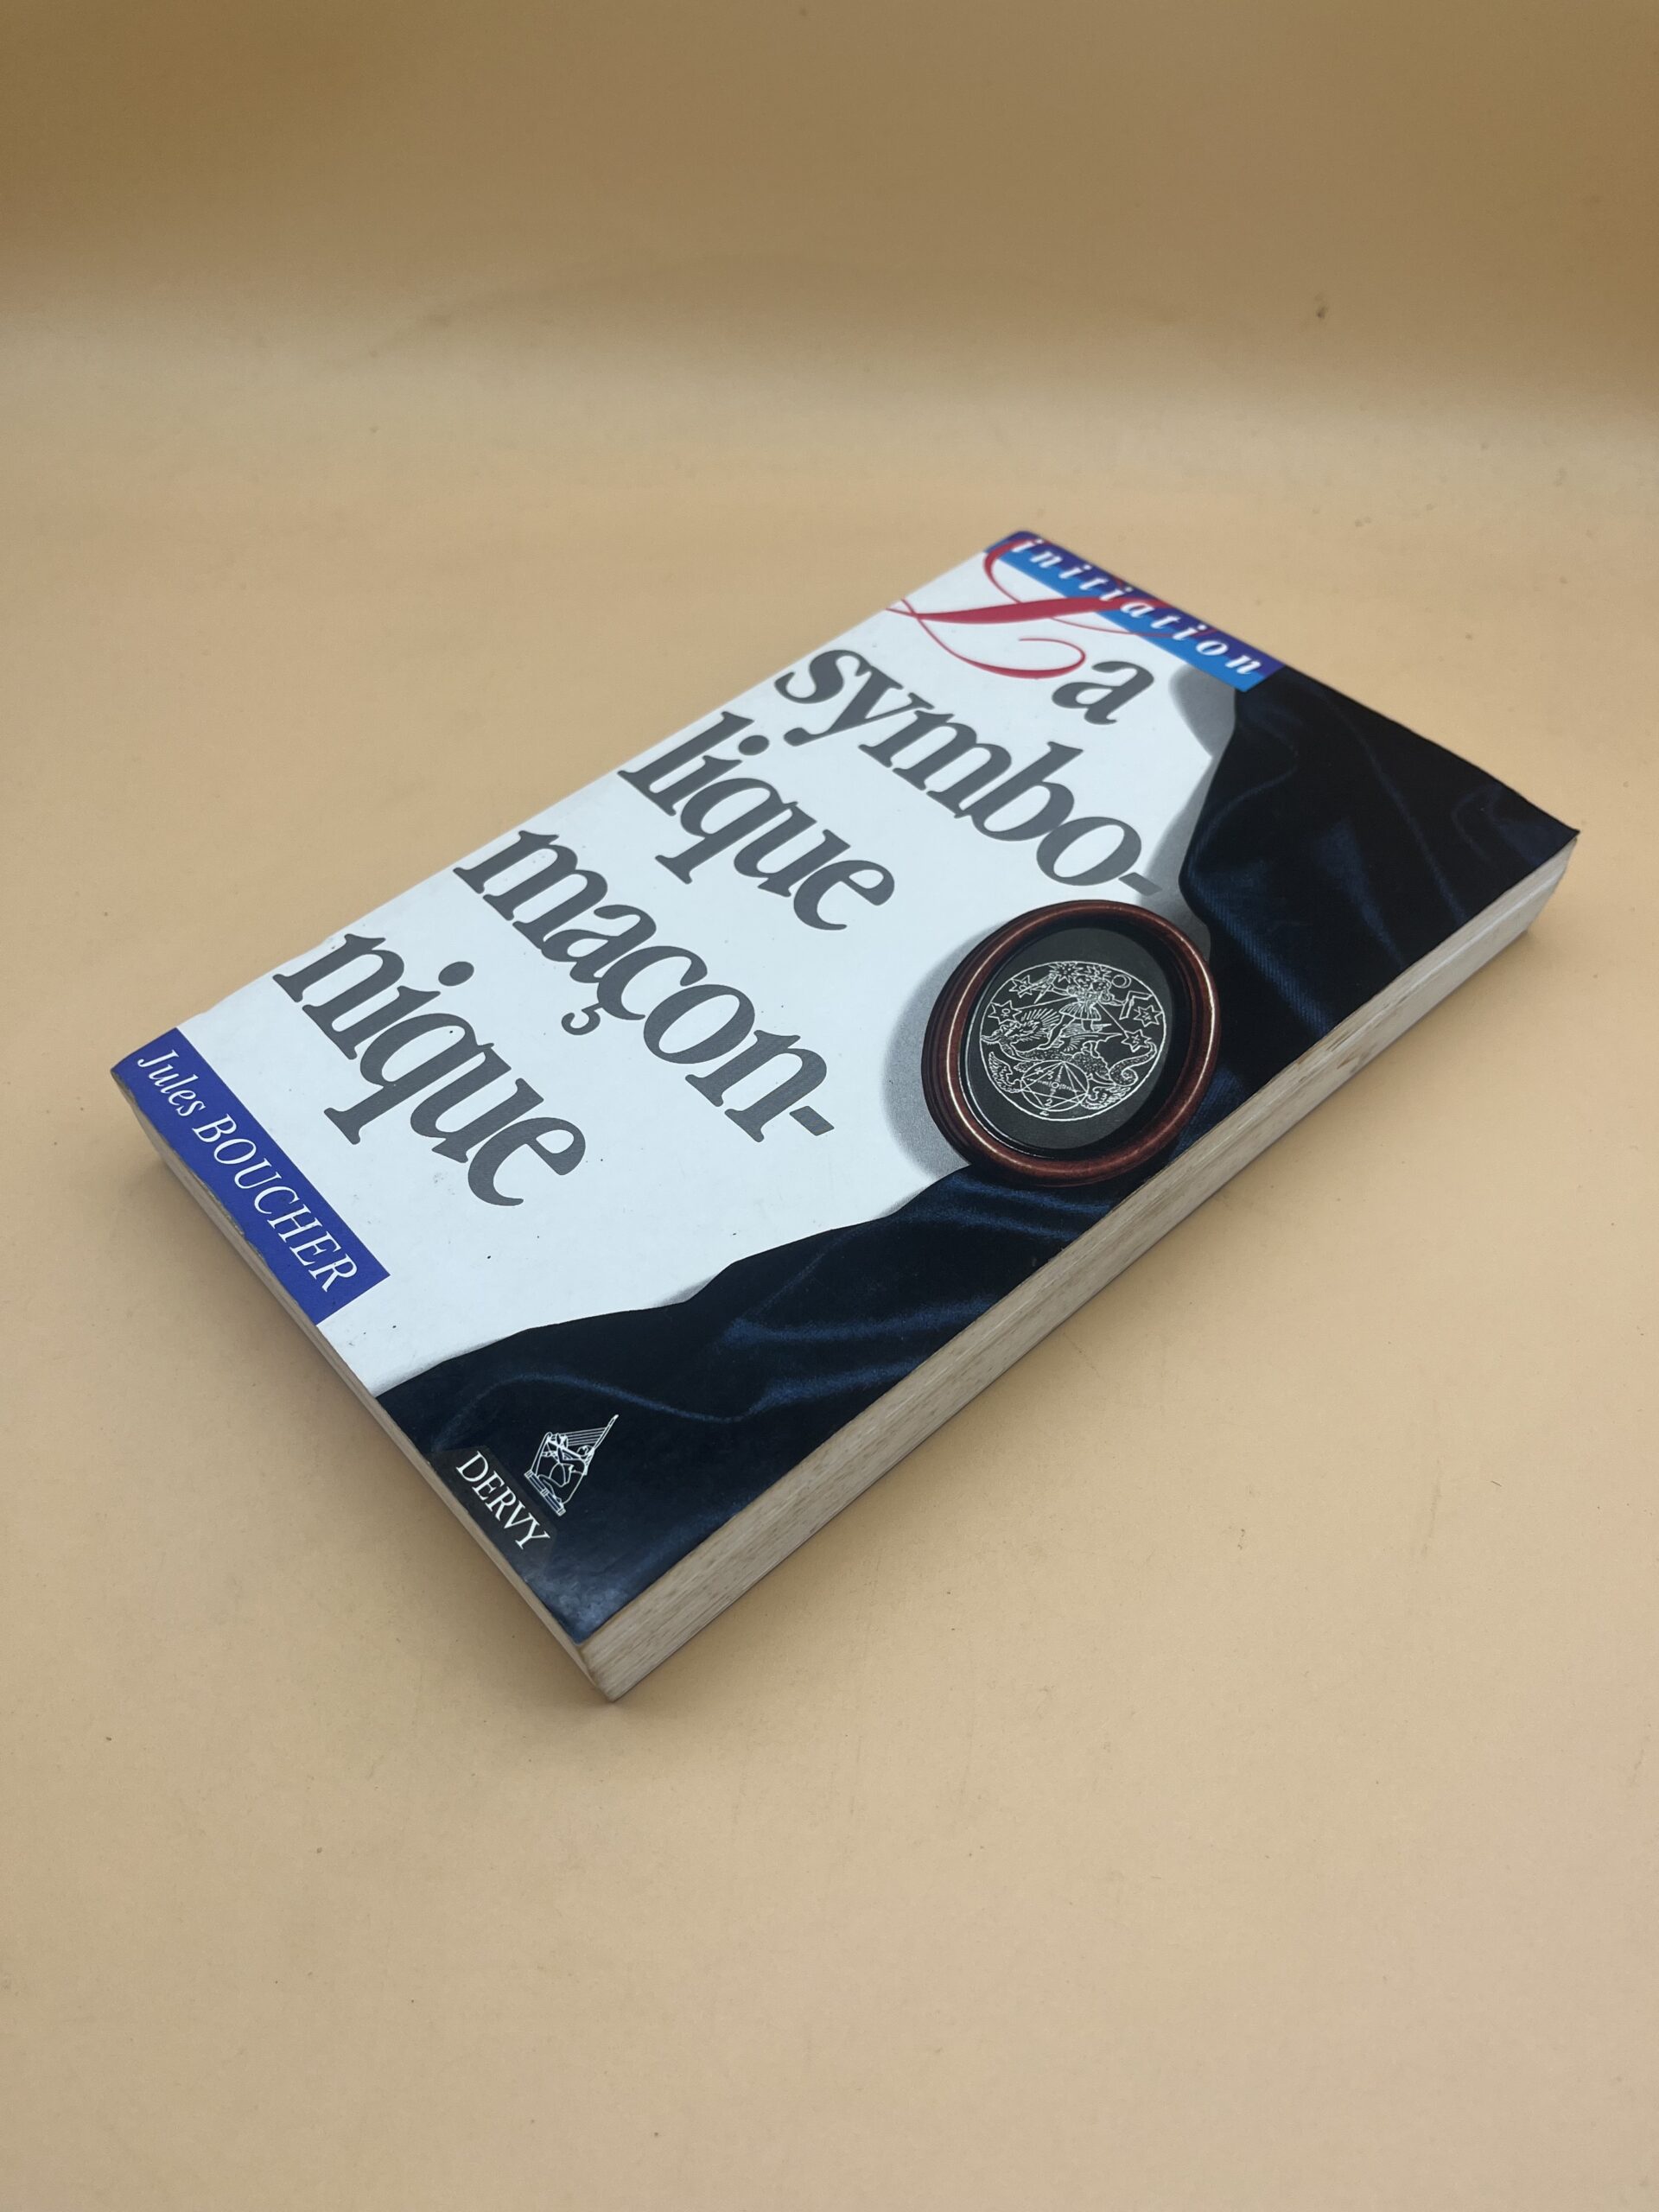 initiation
La
symbo-
lique
maçon-
nique
Jules BOUCHER
DERVY